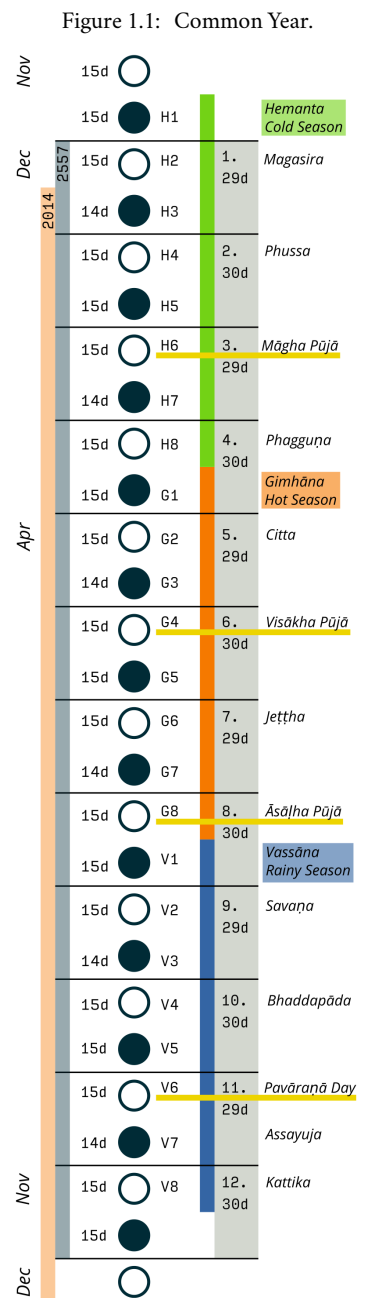 Figure 1.1: Common Year.
Nov
15d
15d H1 Hemanta
Cold Season
Dec 2557 15d H2 1. Magasira
29d
2014
14d H3
15d H4 2. Phussa
30d
15d H5
15d H6 3. Māgha Pūjā
29d
14d H7
15d H8 4. Phagguṇa
30d
15d G1 Gimhāna
Hot Season
Apr 15d G2 5. Citta
29d
14d G3
15d G4 6. Visākha Pūjā
30d
15d G5
15d G6 7. Jeṭṭha
29d
14d G7
15d G8 8. Āsāḷha Pūjā
30d
15d V1 Vassāna
Rainy Season
15d V2 9. Savaṇa
29d
14d V3
15d V4 10. Bhaddapāda
30d
15d V5
15d V6 11. Pavāraṇā Day
29d
14d V7 Assayuja
Nov 15d V8 12. Kattika
30d
15d
Dec